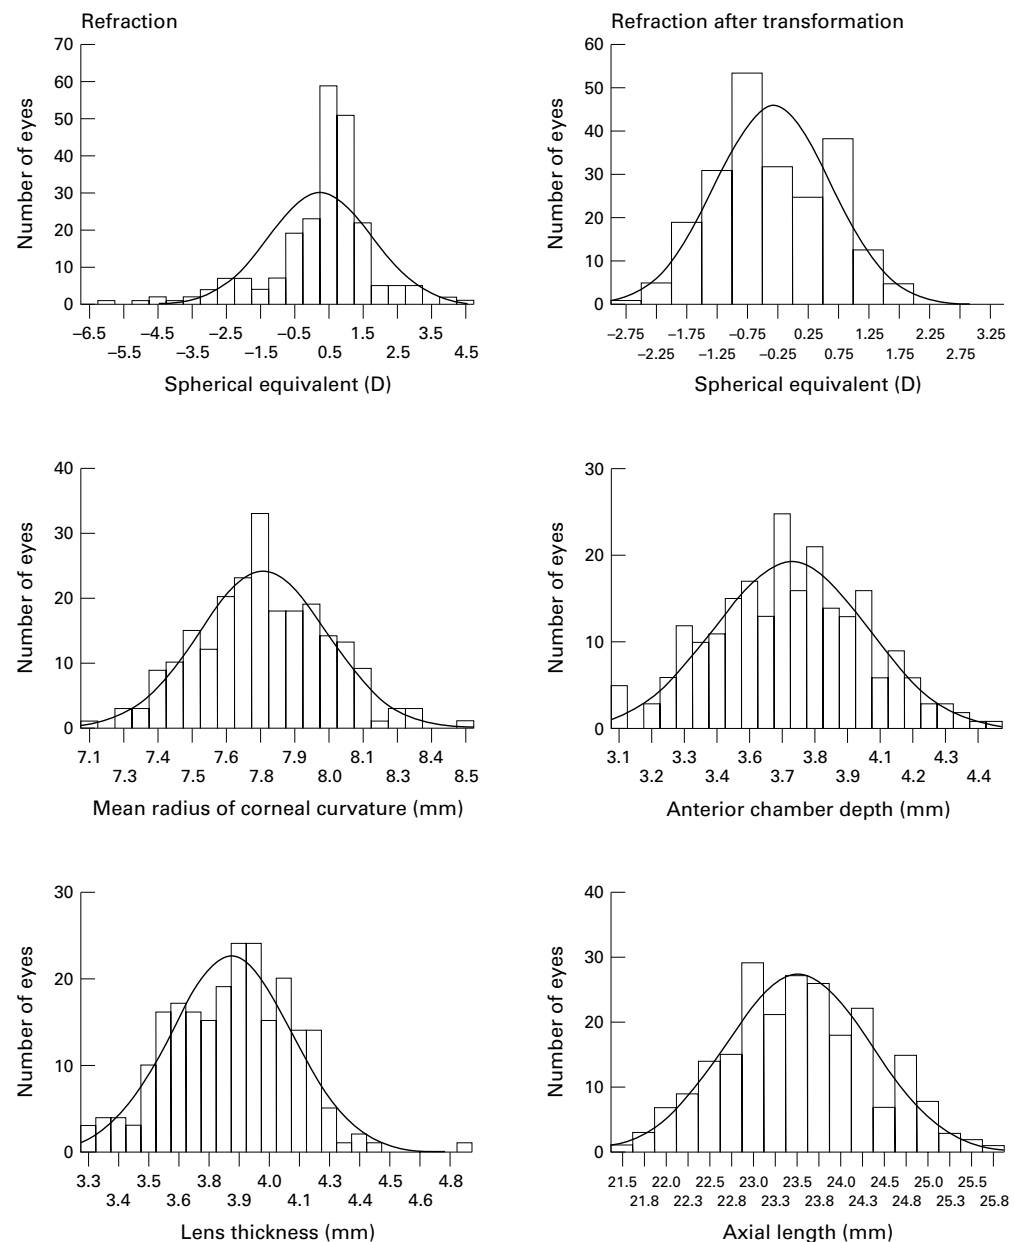 Refraction
Number of eyes
70
60
50
40
30
20
10
0
–6.5 –4.5 –2.5 –0.5 1.5 3.5
–5.5 –3.5 –1.5 0.5 2.5 4.5
Spherical equivalent (D)
Refraction after transformation
Number of eyes
60
50
40
30
20
10
0
–2.75 –1.75 –0.75 0.25 1.25 2.25 3.25
–2.25 –1.25 –0.25 0.75 1.75 2.75
Spherical equivalent (D)
Number of eyes
40
30
20
10
0
7.1 7.4 7.6 7.9 8.1 8.4
7.3 7.5 7.8 8.0 8.3 8.5
Mean radius of corneal curvature (mm)
Number of eyes
30
20
10
0
3.1 3.3 3.6 3.8 4.1 4.3
3.2 3.4 3.7 3.9 4.2 4.4
Anterior chamber depth (mm)
Number of eyes
30
20
10
0
3.3 3.5 3.8 4.0 4.3 4.5 4.8
3.4 3.6 3.9 4.1 4.4 4.6
Lens thickness (mm)
Number of eyes
40
30
20
10
0
21.5 22.0 22.5 23.0 23.5 24.0 24.5 25.0 25.5
21.8 22.3 22.8 23.3 23.8 24.3 24.8 25.3 25.8
Axial length (mm)